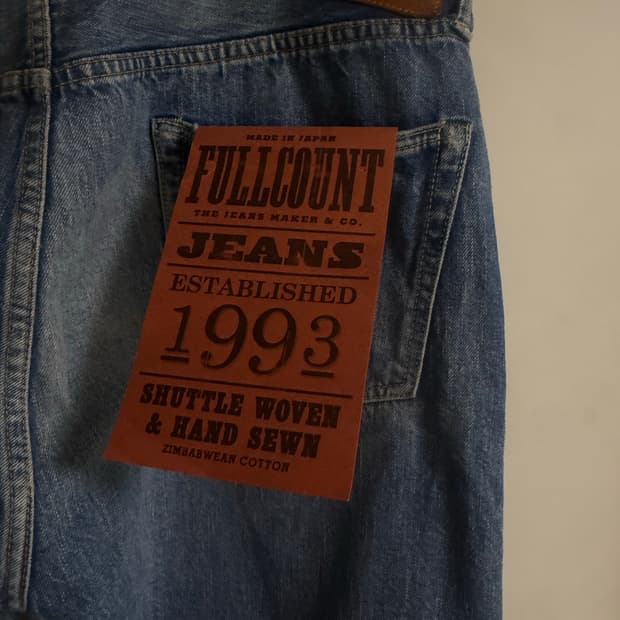 MADE IN JAPAN
FULLCOUNT
THE JEANS MAKER & CO.
JEANS
ESTABLISHED
1993
SHUTTLE WOVEN
& HAND SEWN
ZIMBABWEAN COTTON